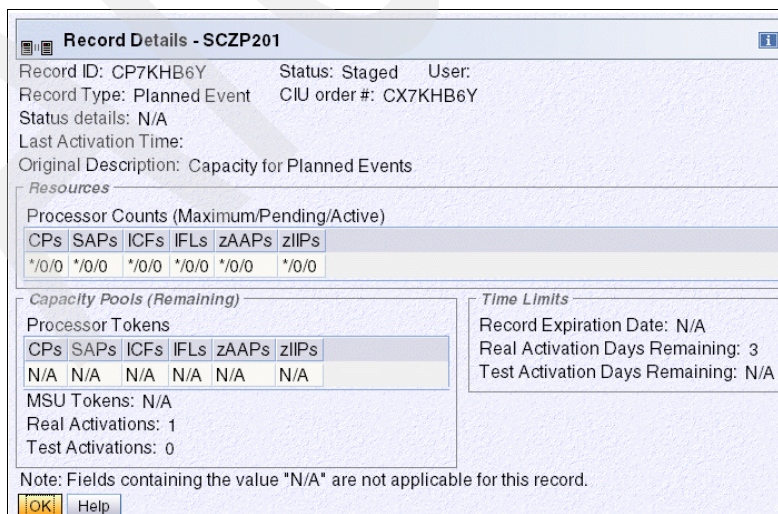 Record Details - SCZP201
Record ID: CP7KHB6Y Status: Staged User:
Record Type: Planned Event CIU order #: CX7KHB6Y
Status details: N/A
Last Activation Time:
Original Description: Capacity for Planned Events
Resources
Processor Counts (Maximum/Pending/Active)
CPs SAPs ICFs IFLs zAAPs zIIPs
*/0/0 */0/0 */0/0 */0/0 */0/0 */0/0
Capacity Pools (Remaining)
Processor Tokens
CPs SAPs ICFs IFLs zAAPs zIIPs
N/A N/A N/A N/A N/A N/A
MSU Tokens: N/A
Real Activations: 1
Test Activations: 0
Time Limits
Record Expiration Date: N/A
Real Activation Days Remaining: 3
Test Activation Days Remaining: N/A
Note: Fields containing the value "N/A" are not applicable for this record.
OK Help